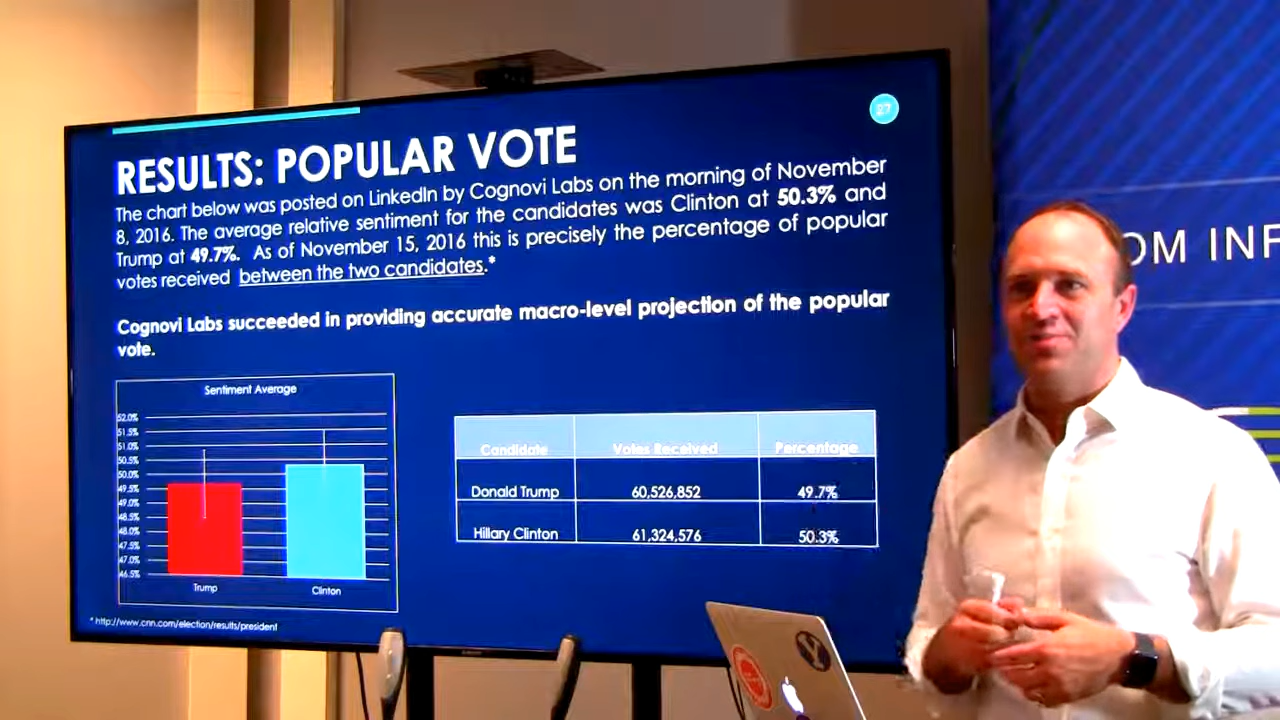 27
RESULTS: POPULAR VOTE
The chart below was posted on LinkedIn by Cognovi Labs on the morning of November
8, 2016. The average relative sentiment for the candidates was Clinton at 50.3% and
Trump at 49.7%. As of November 15, 2016 this is precisely the percentage of popular
votes received between the two candidates.*
Cognovi Labs succeeded in providing accurate macro-level projection of the popular
vote.
Sentiment Average
52.0%
51.5%
51.0%
50.5%
50.0%
49.5%
49.0%
48.5%
48.0%
47.5%
47.0%
46.5%
Trump Clinton
Candidate Votes Received Percentage
Donald Trump 60,526,852 49.7%
Hillary Clinton 61,324,576 50.3%
* http://www.cnn.com/election/results/president
OM INF
Y